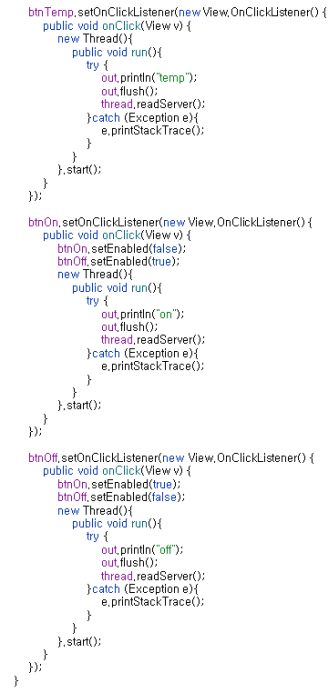 btnTemp.setOnClickListener(new View.OnClickListener() {
public void onClick(View v) {
new Thread(){
public void run(){
try {
out.println("temp");
out.flush();
thread.readServer();
}catch (Exception e){
e.printStackTrace();
}
}
}.start();
}
});
btnOn.setOnClickListener(new View.OnClickListener() {
public void onClick(View v) {
btnOn.setEnabled(false);
btnOff.setEnabled(true);
new Thread(){
public void run(){
try {
out.println("on");
out.flush();
thread.readServer();
}catch (Exception e){
e.printStackTrace();
}
}
}.start();
}
});
btnOff.setOnClickListener(new View.OnClickListener() {
public void onClick(View v) {
btnOn.setEnabled(true);
btnOff.setEnabled(false);
new Thread(){
public void run(){
try {
out.println("off");
out.flush();
thread.readServer();
}catch (Exception e){
e.printStackTrace();
}
}
}.start();
}
});
}